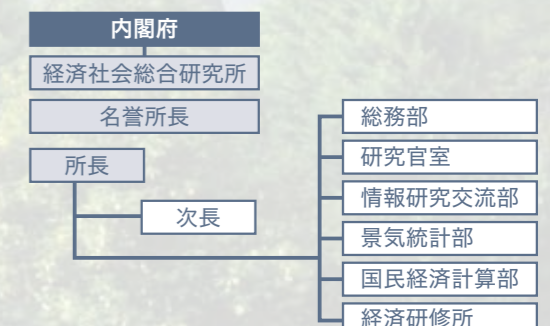 内閣府
経済社会総合研究所
名誉所長
所長
次長
総務部
研究官室
情報研究交流部
景気統計部
国民経済計算部
経済研修所